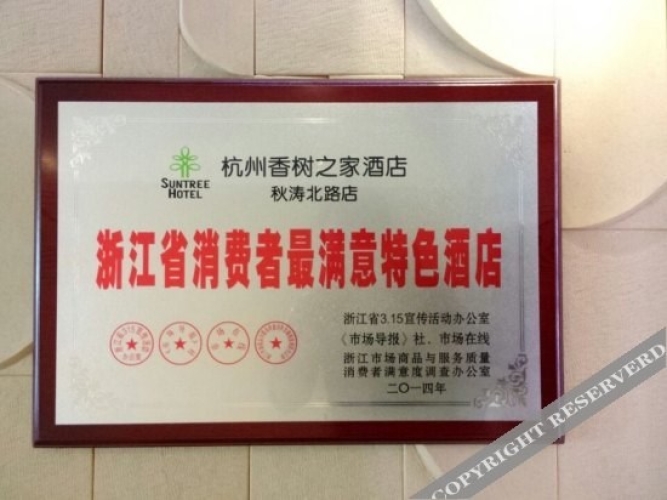 SUNTREE
HOTEL
杭州香树之家酒店
秋涛北路店
浙江省消费者最满意特色酒店
浙江省3.15宣传活动办公室
《市场导报》社、市场在线
浙江市场商品与服务质量
消费者满意度调查办公室
二〇一四年
COPYRIGHT RESERVERD